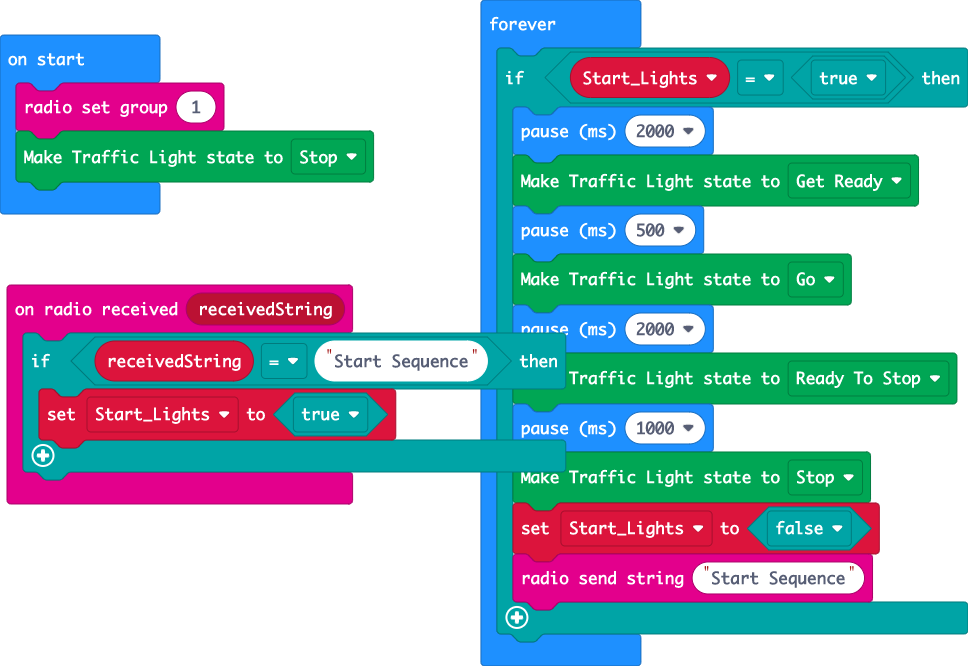 on start
radio set group 1
Make Traffic Light state to Stop
on radio received receivedString
if receivedString = "Start Sequence" then
set Start_Lights to true
forever
if Start_Lights = true then
pause (ms) 2000
Make Traffic Light state to Get Ready
pause (ms) 500
Make Traffic Light state to Go
pause (ms) 2000
Traffic Light state to Ready To Stop
pause (ms) 1000
Make Traffic Light state to Stop
set Start_Lights to false
radio send string "Start Sequence"